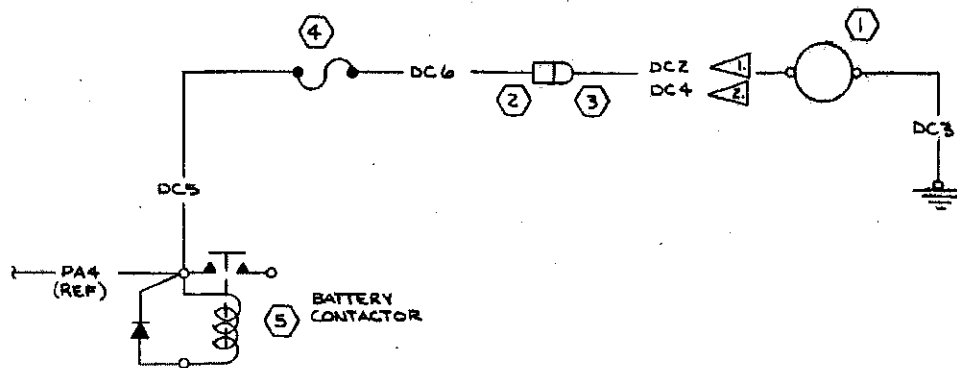 1
4
DC6
2
3
DC2
1.
DC4
2.
DC3
DC5
PA4
(REF)
5
BATTERY
CONTACTOR